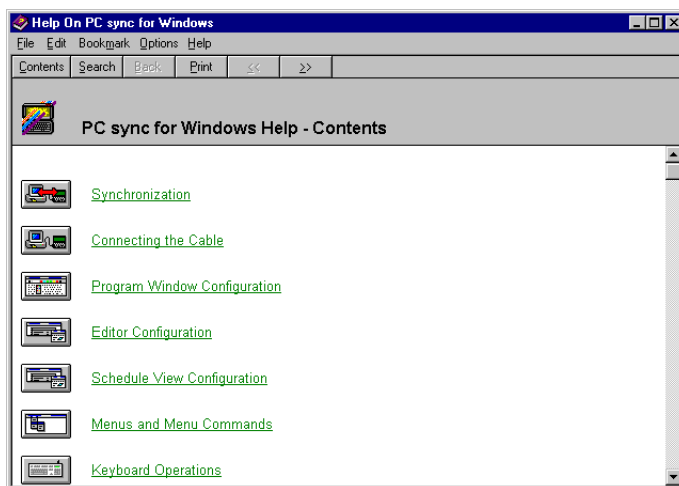 Help On PC sync for Windows
File Edit Bookmark Options Help
Contents Search Back Print << >>
PC sync for Windows Help - Contents
Synchronization
Connecting the Cable
Program Window Configuration
Editor Configuration
Schedule View Configuration
Menus and Menu Commands
Keyboard Operations